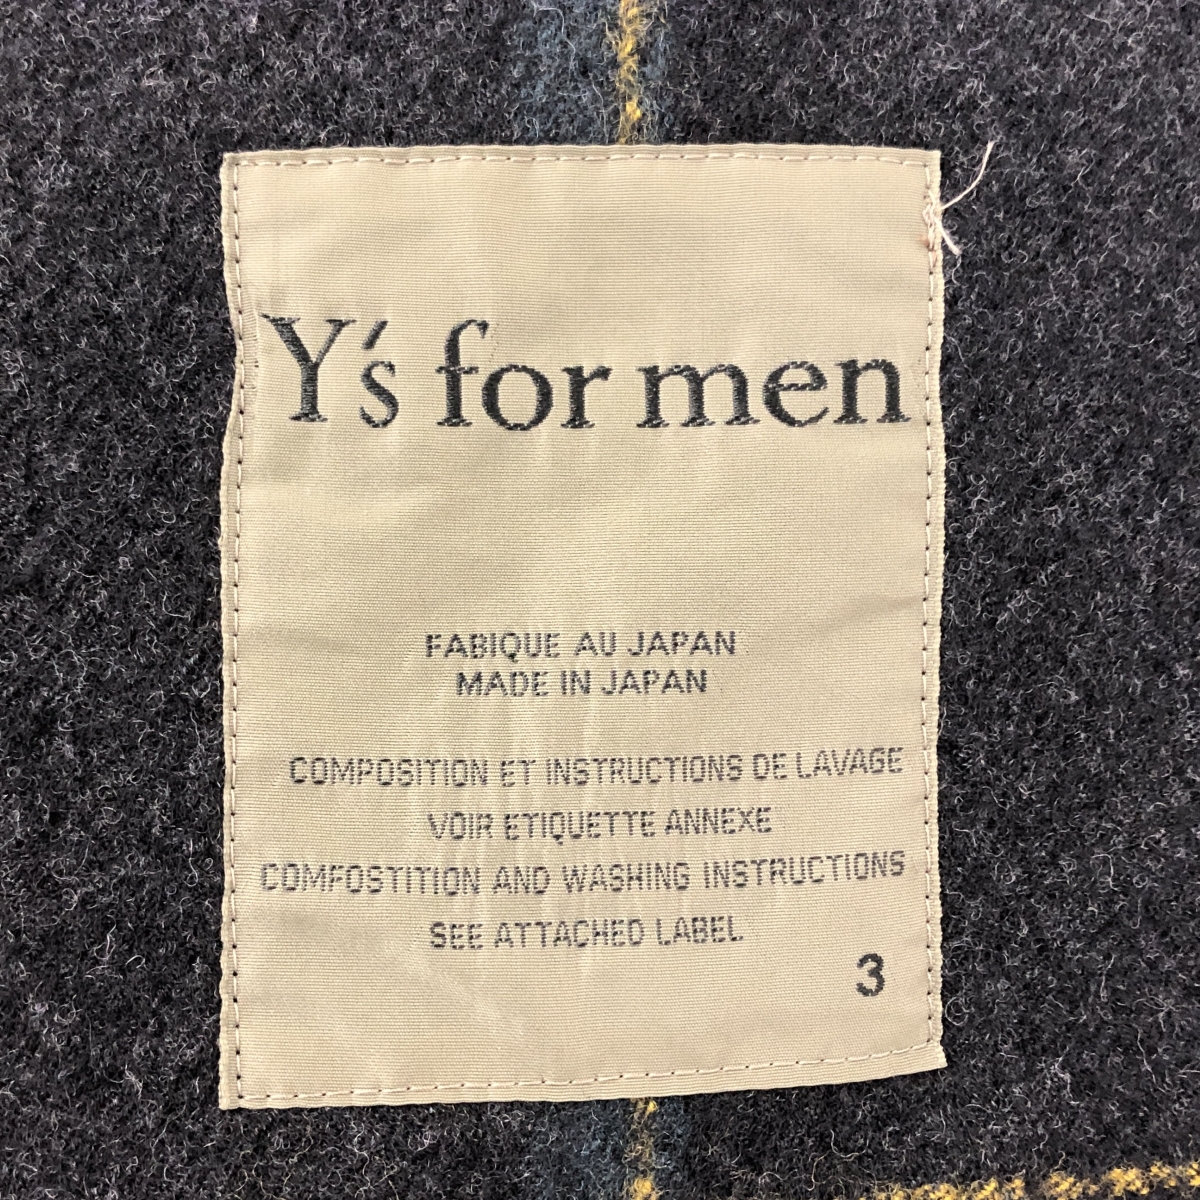 Y's for men
FABIQUE AU JAPAN
MADE IN JAPAN
COMPOSITION ET INSTRUCTIONS DE LAVAGE
VOIR ETIQUETTE ANNEXE
COMFOSTITION AND WASHING INSTRUCTIONS
SEE ATTACHED LABEL
3